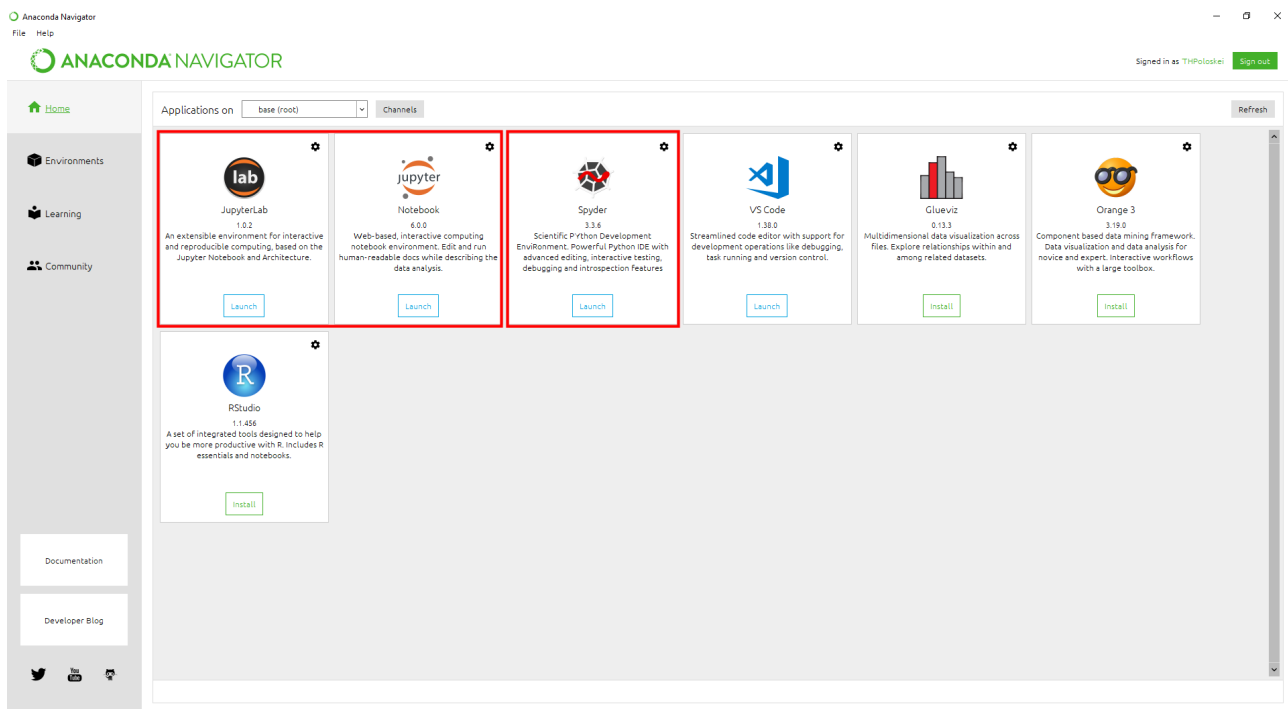 Anaconda Navigator
File Help
ANACONDA NAVIGATOR
Signed in as THPoloskei Sign out
Home
Environments
Learning
Community
Documentation
Developer Blog
You
Tube
Applications on base (root) Channels Refresh
lab
JupyterLab
1.0.2
An extensible environment for interactive
and reproducible computing, based on the
Jupyter Notebook and Architecture.
Launch
jupyter
Notebook
6.0.0
Web-based, interactive computing
notebook environment. Edit and run
human-readable docs while describing the
data analysis.
Launch
Spyder
3.3.6
Scientific PYthon Development
EnviRonment. Powerful Python IDE with
advanced editing, interactive testing,
debugging and introspection features
Launch
VS Code
1.38.0
Streamlined code editor with support for
development operations like debugging,
task running and version control.
Launch
Glueviz
0.13.3
Multidimensional data visualization across
files. Explore relationships within and
among related datasets.
Install
Orange 3
3.19.0
Component based data mining framework.
Data visualization and data analysis for
novice and expert. Interactive workflows
with a large toolbox.
Install
R
RStudio
1.1.456
A set of integrated tools designed to help
you be more productive with R. Includes R
essentials and notebooks.
Install